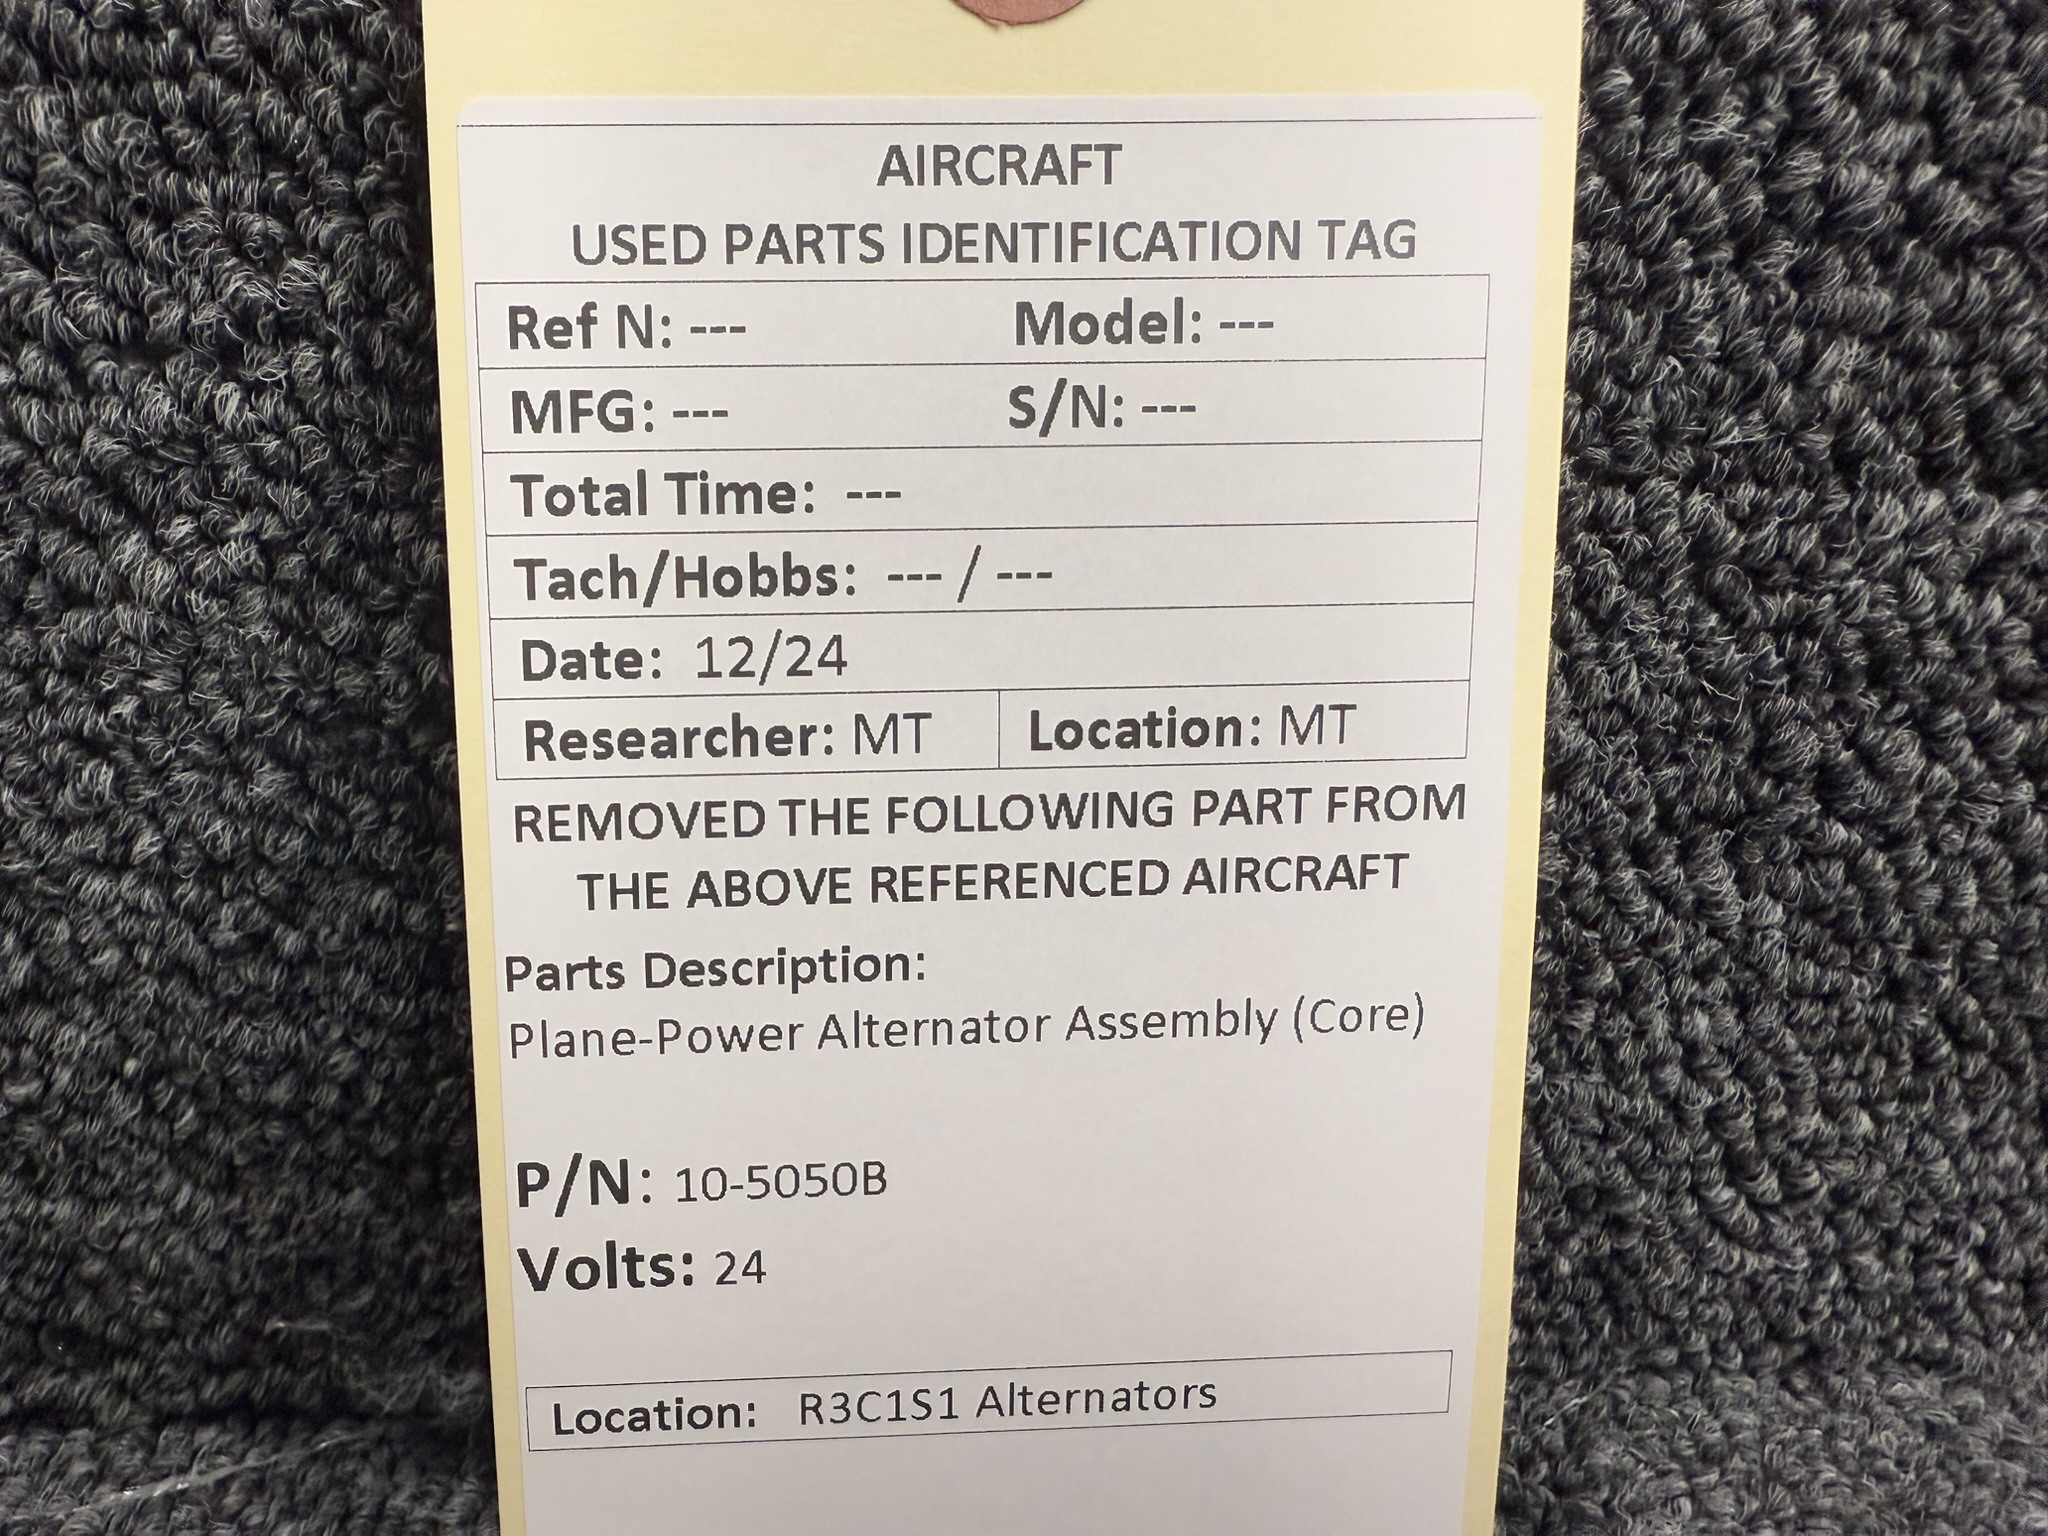 AIRCRAFT
USED PARTS IDENTIFICATION TAG
Ref N: --- Model: ---
MFG: --- S/N: ---
Total Time: ---
Tach/Hobbs: --- / ---
Date: 12/24
Researcher: MT Location: MT
REMOVED THE FOLLOWING PART FROM
THE ABOVE REFERENCED AIRCRAFT
Parts Description:
Plane-Power Alternator Assembly (Core)
P/N: 10-5050B
Volts: 24
Location: R3C1S1 Alternators